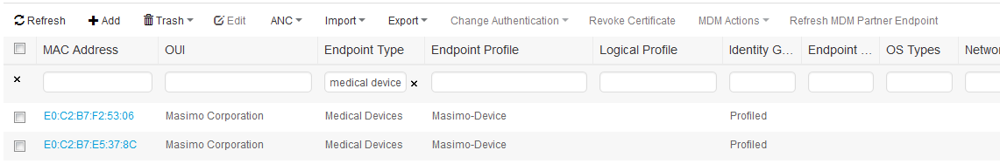 Refresh Add Trash Edit ANC Import Export Change Authentication Revoke Certificate MDM Actions Refresh MDM Partner Endpoint
MAC Address OUI Endpoint Type Endpoint Profile Logical Profile Identity G... Endpoint ... OS Types Networ
medical device
E0:C2:B7:F2:53:06 Masimo Corporation Medical Devices Masimo-Device Profiled
E0:C2:B7:E5:37:8C Masimo Corporation Medical Devices Masimo-Device Profiled